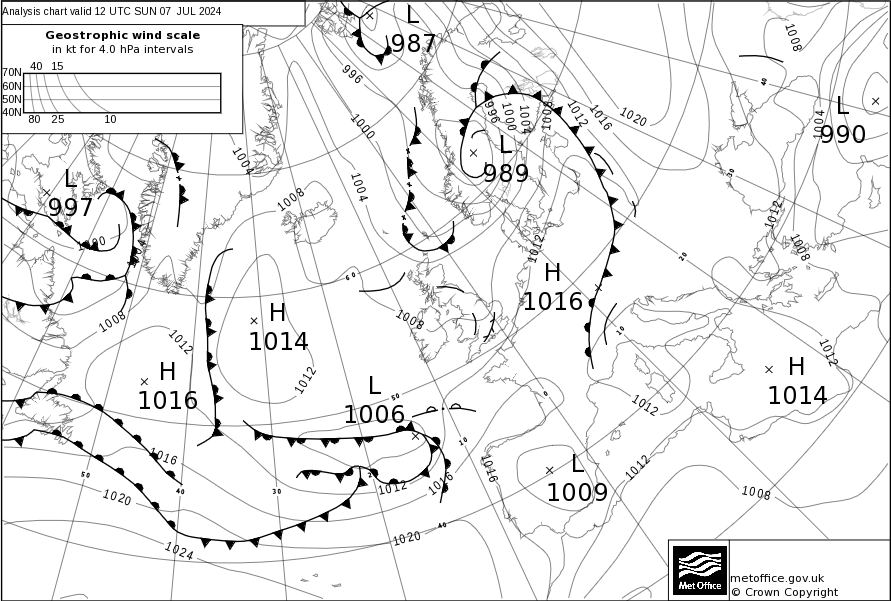 Analysis chart valid 12 UTC SUN 07 JUL 2024
Geostrophic wind scale
in kt for 4.0 hPa intervals
40 15
70N
60N
50N
40N
80 25 10
L
987
L
989
L
990
L
997
H
1016
H
1014
H
1016
L
1006
H
1014
L
1009
996
1000
1004
1004
1008
996
1000
1004
1008
1012
1016
1020
1008
1004
1012
1008
1012
1012
1008
1012
1012
1008
1016
1020
1024
1012
1016
1020
1016
1012
1012
1008
60
50
50
40
30
40
10
0
10
20
30
40
Met Office
metoffice.gov.uk
© Crown Copyright